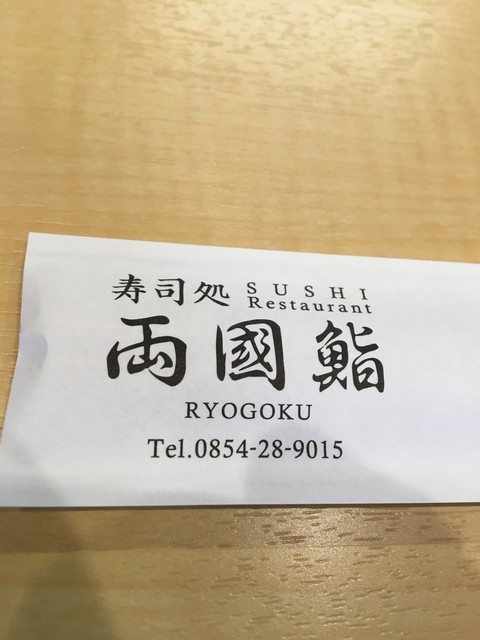 寿司処 SUSHI Restaurant
両國鮨
RYOGOKU
Tel.0854-28-9015